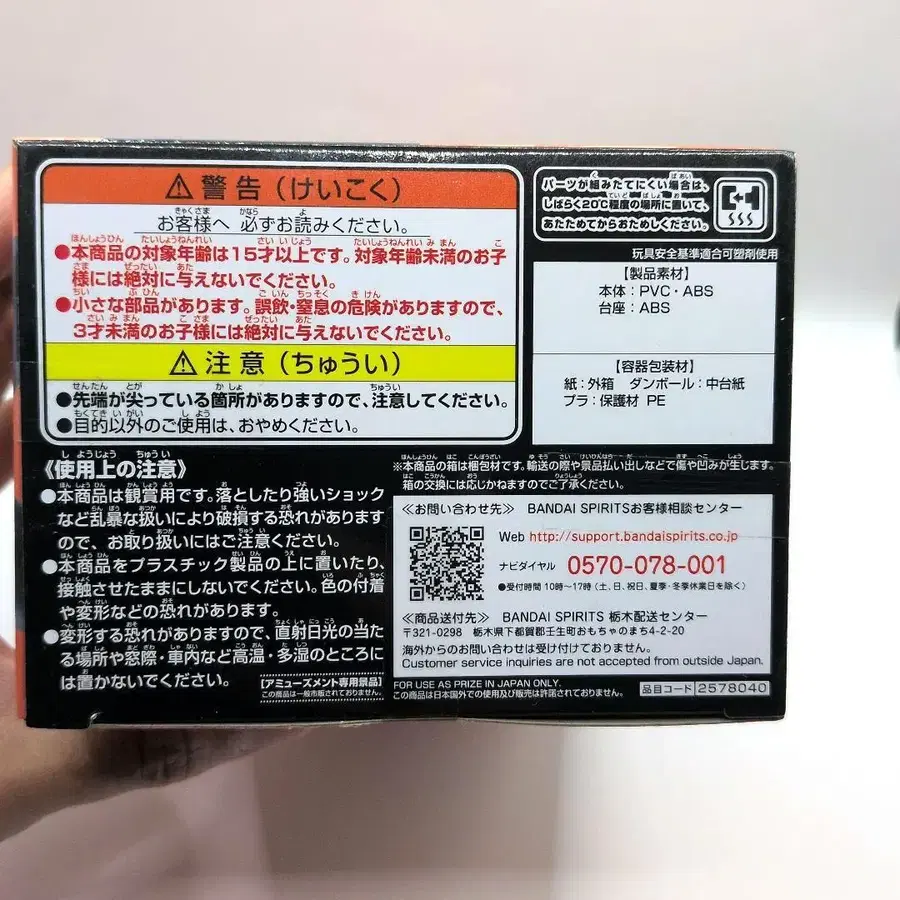 ⚠警告（けいこく）
お客様へ 必ずお読みください。
●本商品の対象年齢は15才以上です。対象年齢未満のお子
様には絶対に与えないでください。
●小さな部品があります。誤飲・窒息の危険がありますので、
3才未満のお子様には絶対に与えないでください。
⚠注意（ちゅうい）
●先端が尖っている箇所がありますので、注意してください。
●目的以外のご使用は、おやめください。
《使用上の注意》
●本商品は観賞用です。落としたり強いショック
など乱暴な扱いにより破損する恐れがあります
ので、お取り扱いにはご注意ください。
●本商品をプラスチック製品の上に置いたり、
接触させたままにしないでください。色の付着
や変形などの恐れがあります。
●変形する恐れがありますので、直射日光の当た
る場所や窓際・車内など高温・多湿のところに
は置かないでください。
【アミューズメント専用景品】
この商品は一般市販されておりません。
パーツが組みたてにくい場合は、
しばらく20℃程度の場所に置いて、
あたためてからおためしください。
玩具安全基準適合可塑剤使用
【製品素材】
本体：PVC・ABS
台座：ABS
【容器包装材】
紙：外箱 ダンボール：中台紙
プラ：保護材 PE
※本商品の箱は梱包材です。輸送の際や景品払い出しなどで傷や凹みが生じます。
箱の交換には応じかねますのでご了承ください。
≪お問い合わせ先≫ BANDAI SPIRITSお客様相談センター
Web http://support.bandaispirits.co.jp
ナビダイヤル 0570-078-001
●受付時間 10時〜17時（土、日、祝日、夏季・冬季休業日を除く）
≪商品送付先≫ BANDAI SPIRITS 栃木配送センター
〒321-0298 栃木県下都賀郡壬生町おもちゃのまち4-2-20
海外からのお問い合わせは受け付けておりません。
Customer service inquiries are not accepted from outside Japan.
FOR USE AS PRIZE IN JAPAN ONLY.
この商品は日本国外での使用及び販売は許諾されておりません。
品目コード 2578040